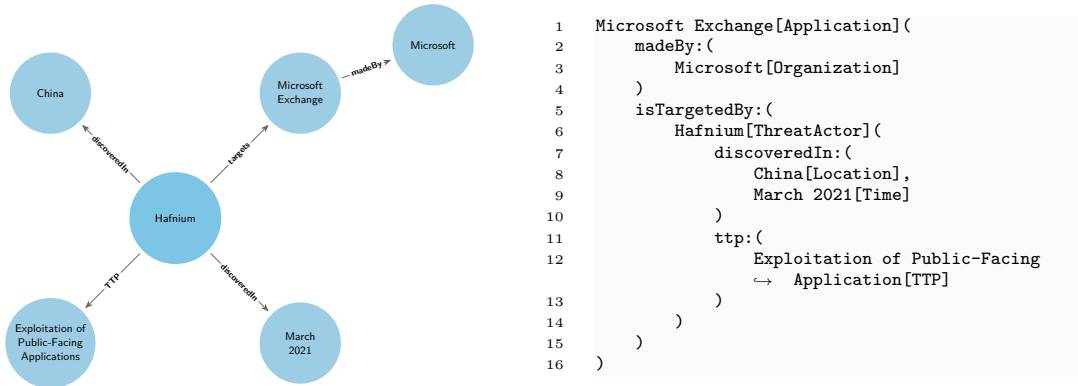 Microsoft
madeBy
Microsoft
Exchange
China
discoveredIn
targets
Hafnium
TTP
discoveredIn
Exploitation of
Public-Facing
Applications
March
2021
1 Microsoft Exchange[Application](
2 madeBy:(
3 Microsoft[Organization]
4 )
5 isTargetedBy:(
6 Hafnium[ThreatActor](
7 discoveredIn:(
8 China[Location],
9 March 2021[Time]
10 )
11 ttp:(
12 Exploitation of Public-Facing
↪ Application[TTP]
13 )
14 )
15 )
16 )